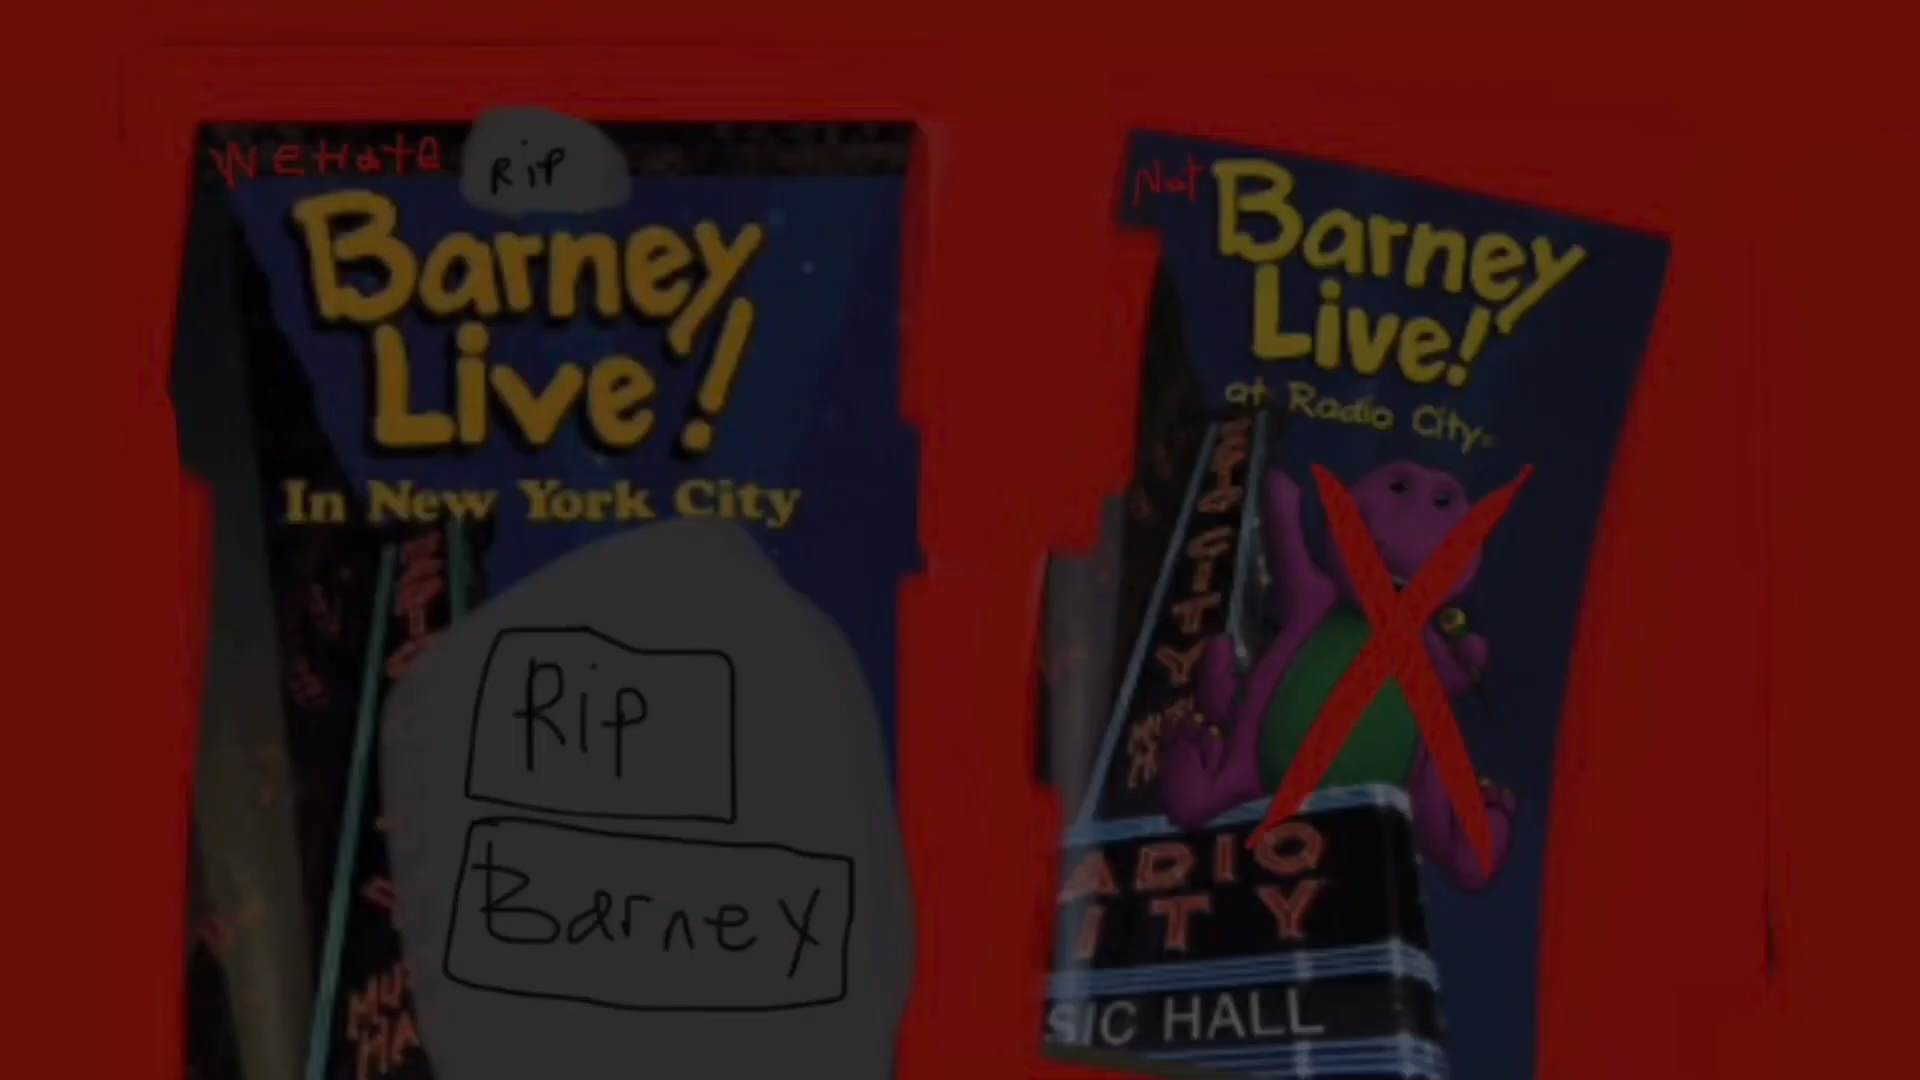 We Hate
Rip
Barney
Live!
In New York City
Rip
Barney
Not
Barney
Live!
at Radio City
CITY
ADIO
ITY
SIC HALL